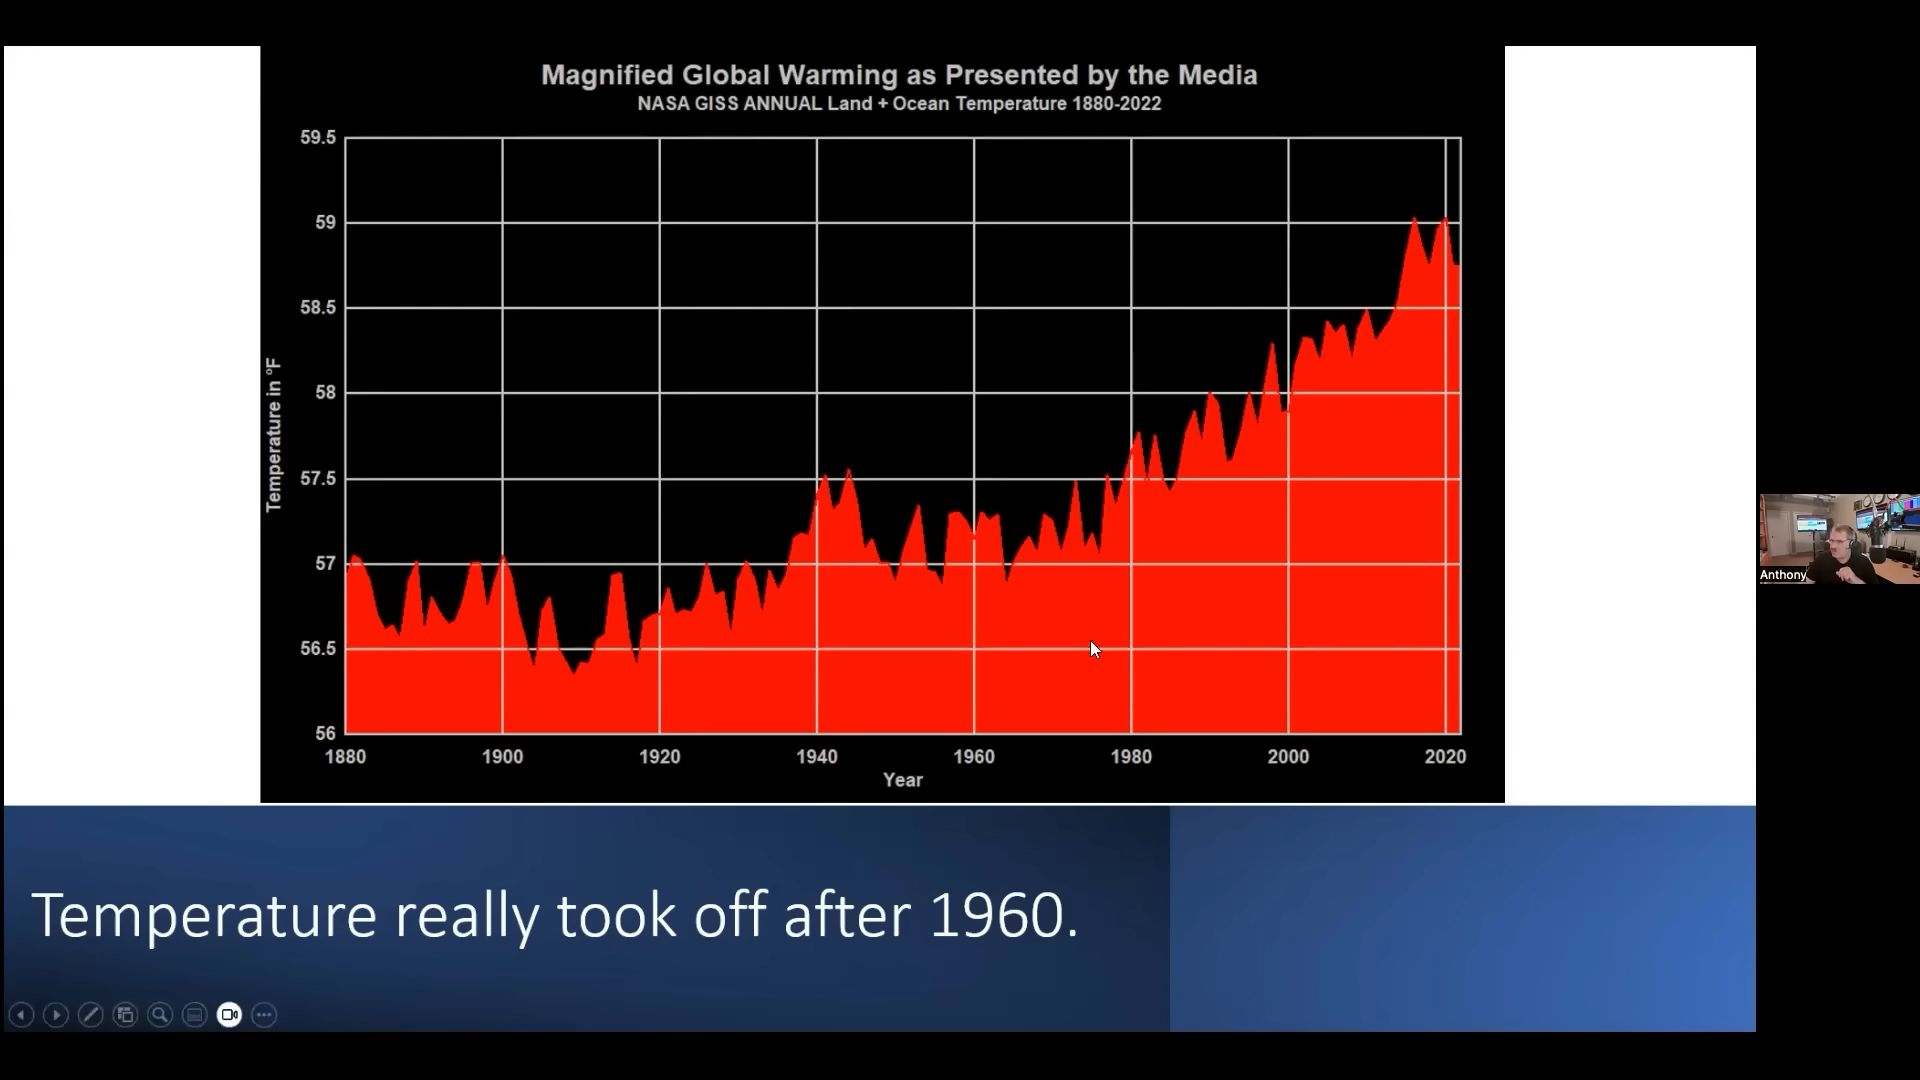 Magnified Global Warming as Presented by the Media
NASA GISS ANNUAL Land + Ocean Temperature 1880-2022
59.5
59
58.5
58
57.5
57
56.5
56
Temperature in °F
1880 1900 1920 1940 1960 1980 2000 2020
Year
Anthony
Temperature really took off after 1960.